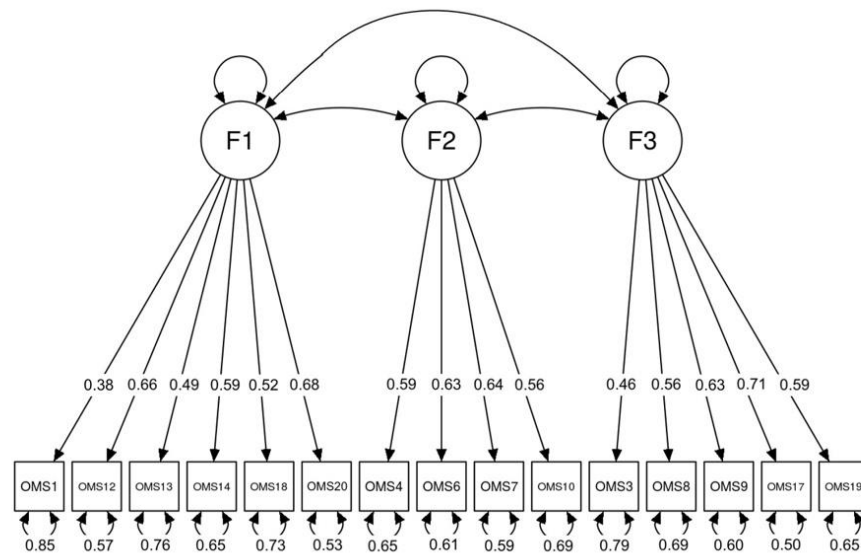 F1 F2 F3
0.38 0.66 0.49 0.59 0.52 0.68 0.59 0.63 0.64 0.56 0.46 0.56 0.63 0.71 0.59
OMS1 OMS12 OMS13 OMS14 OMS18 OMS20 OMS4 OMS6 OMS7 OMS10 OMS3 OMS8 OMS9 OMS17 OMS19
0.85 0.57 0.76 0.65 0.73 0.53 0.65 0.61 0.59 0.69 0.79 0.69 0.60 0.50 0.65